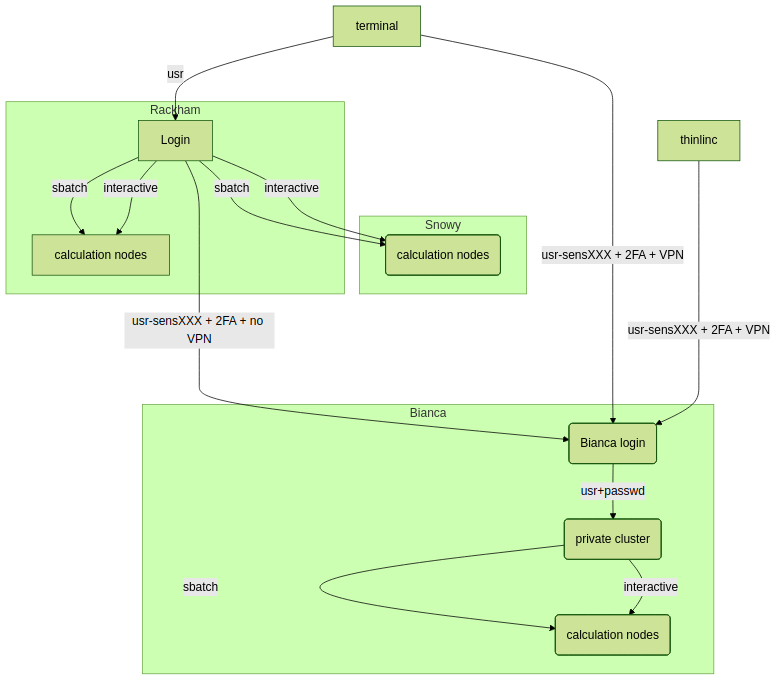 terminal
usr
Rackham
Login
thinlinc
sbatch
interactive
sbatch
interactive
Snowy
calculation nodes
calculation nodes
usr-sensXXX + 2FA + VPN
usr-sensXXX + 2FA + no
VPN
usr-sensXXX + 2FA + VPN
Bianca
Bianca login
usr+passwd
private cluster
sbatch
interactive
calculation nodes